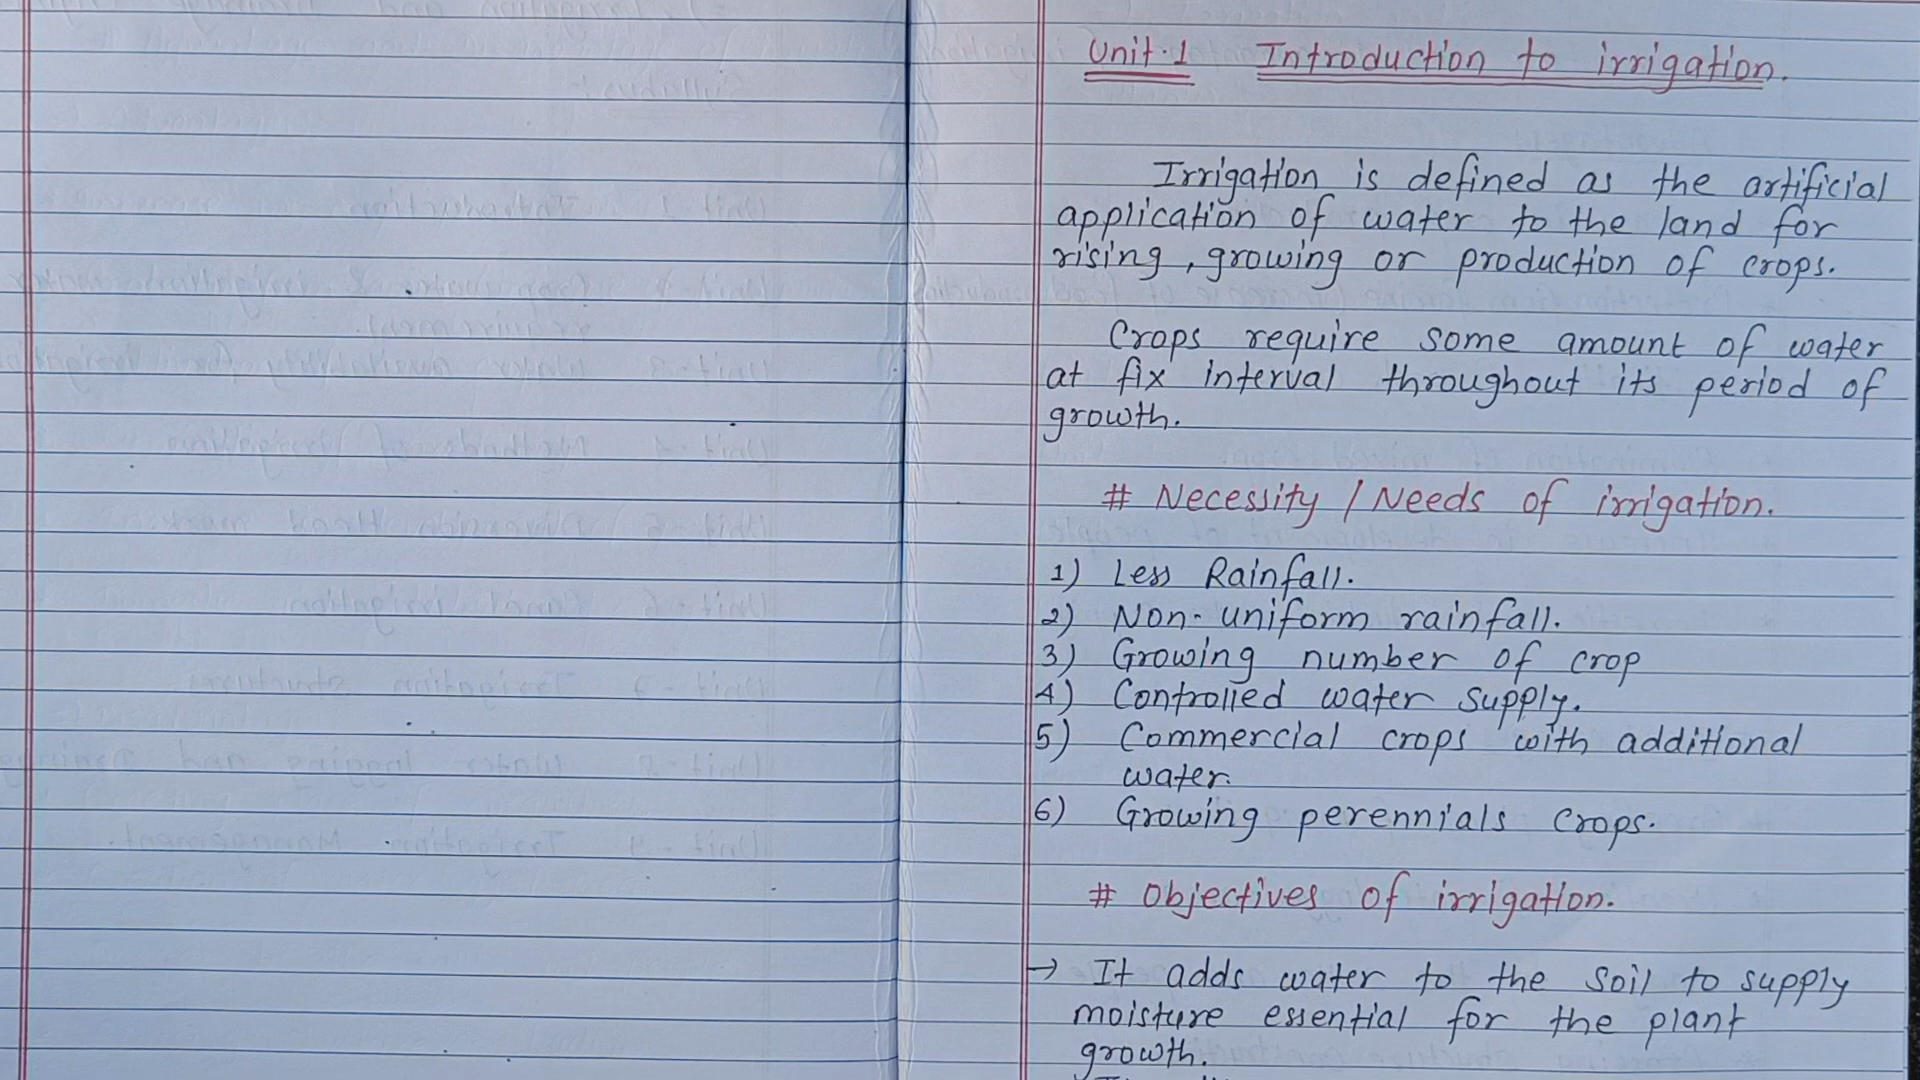 Unit-1 Introduction to irrigation.
Irrigation is defined as the artificial
application of water to the land for
rising, growing or production of crops.
Crops require some amount of water
at fix interval throughout its period of
growth.
# Necessity / Needs of irrigation.
1) Less Rainfall.
2) Non-uniform rainfall.
3) Growing number of crop
4) Controlled water supply.
5) Commercial crops with additional
water.
6) Growing perennials crops.
# Objectives of irrigation.
→ It adds water to the soil to supply
moisture essential for the plant
growth.